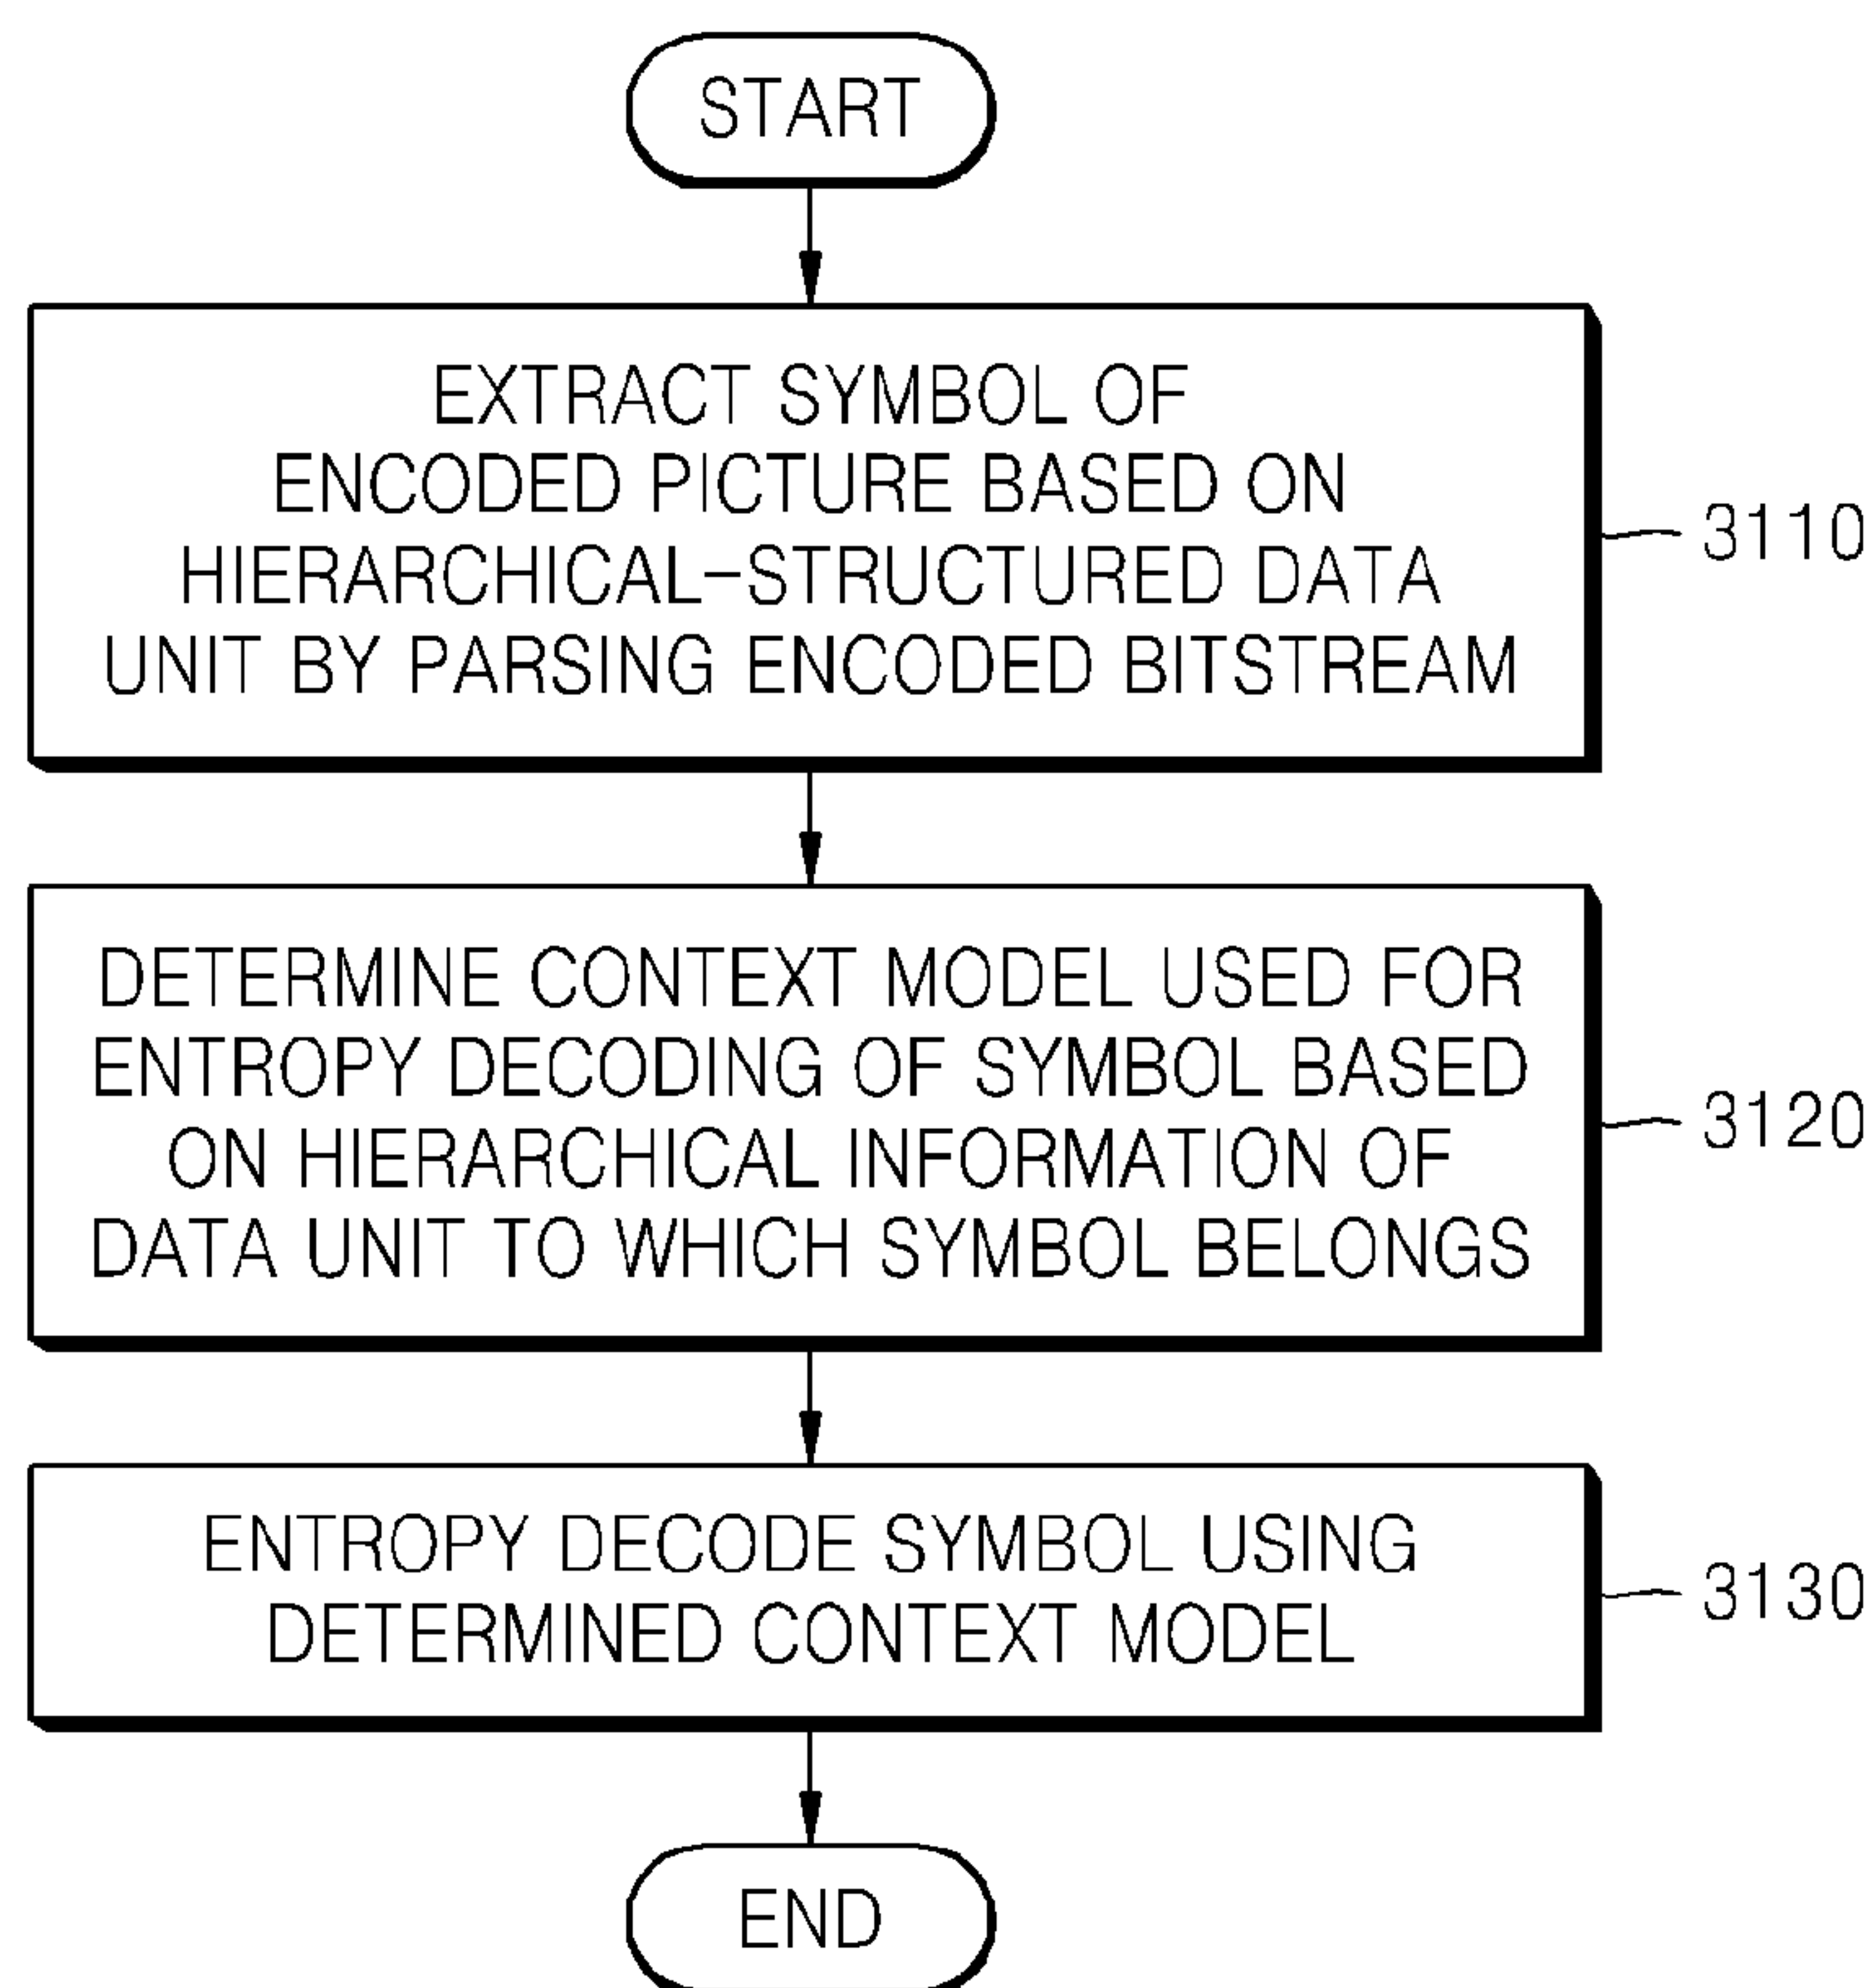 START
EXTRACT SYMBOL OF
ENCODED PICTURE BASED ON
HIERARCHICAL-STRUCTURED DATA
UNIT BY PARSING ENCODED BITSTREAM
3110
DETERMINE CONTEXT MODEL USED FOR
ENTROPY DECODING OF SYMBOL BASED
ON HIERARCHICAL INFORMATION OF
DATA UNIT TO WHICH SYMBOL BELONGS
3120
ENTROPY DECODE SYMBOL USING
DETERMINED CONTEXT MODEL
3130
END